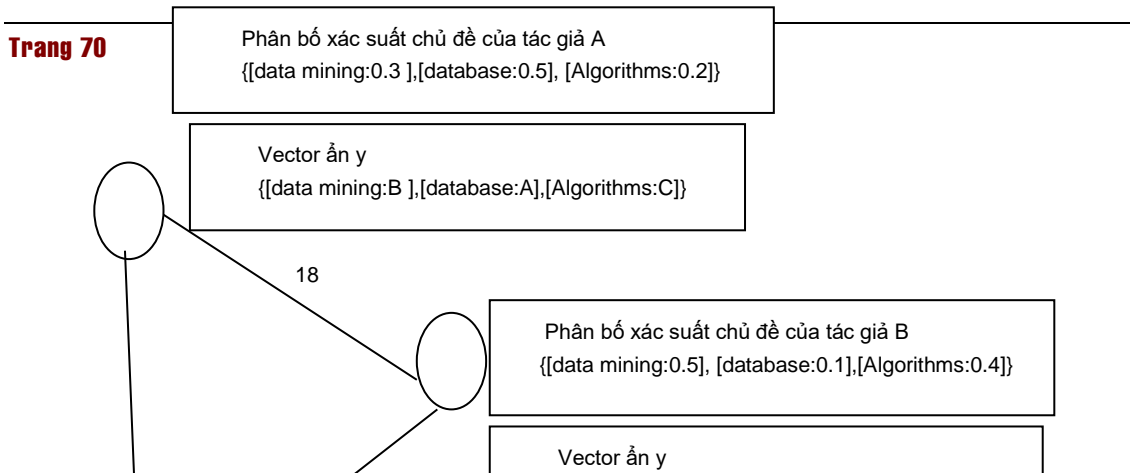 Trang 70
Phân bố xác suất chủ đề của tác giả A
{[data mining:0.3 ],[database:0.5], [Algorithms:0.2]}
Vector ẩn y
{[data mining:B ],[database:A],[Algorithms:C]}
18
Phân bố xác suất chủ đề của tác giả B
{[data mining:0.5], [database:0.1],[Algorithms:0.4]}
Vector ẩn y